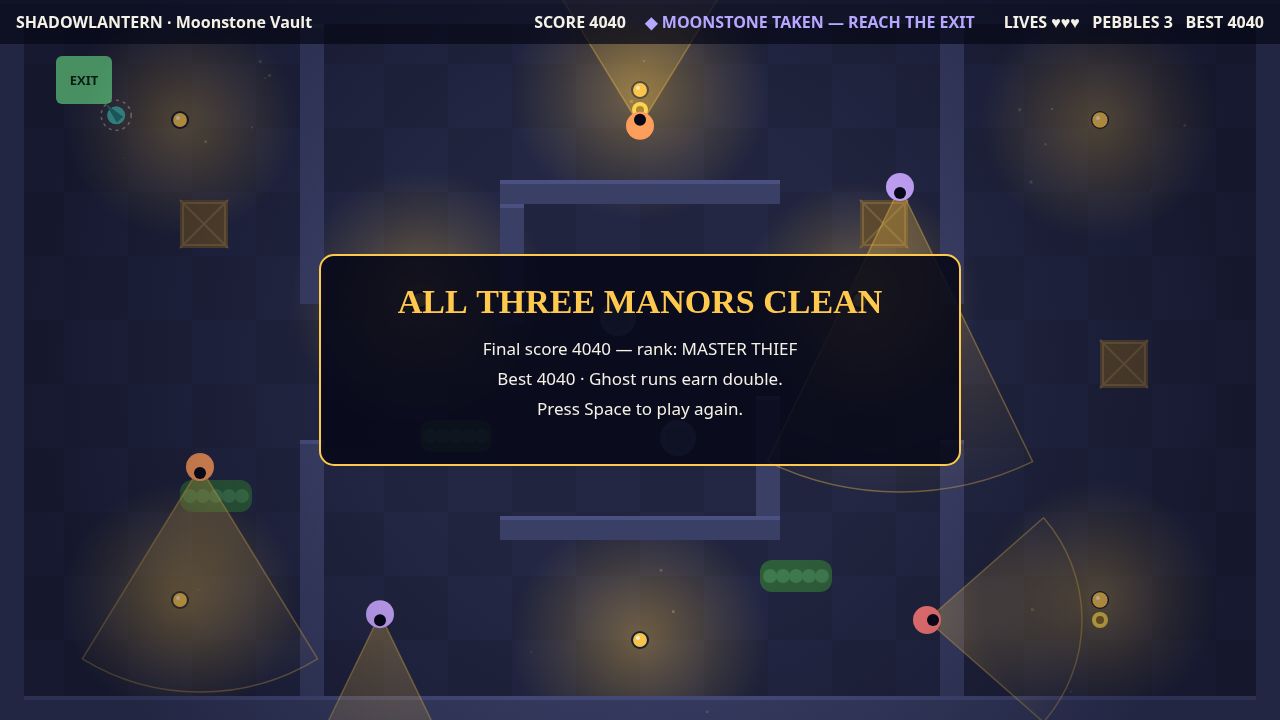 SHADOWLANTERN · Moonstone Vault
SCORE 4040 ◆ MOONSTONE TAKEN — REACH THE EXIT LIVES ♥♥♥ PEBBLES 3 BEST 4040
EXIT
ALL THREE MANORS CLEAN
Final score 4040 — rank: MASTER THIEF
Best 4040 · Ghost runs earn double.
Press Space to play again.